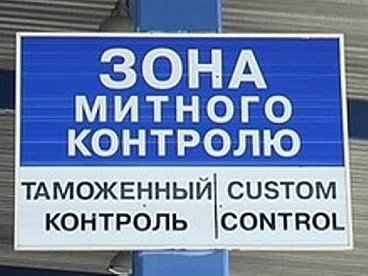 ЗОНА
МИТНОГО
КОНТРОЛЮ
ТАМОЖЕННЫЙ
КОНТРОЛЬ
CUSTOM
CONTROL